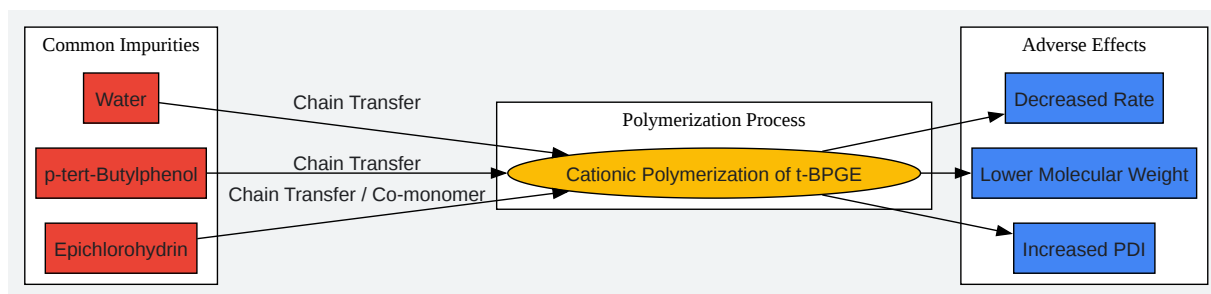 Common Impurities
Water
p-tert-Butylphenol
Epichlorohydrin
Chain Transfer
Chain Transfer
Chain Transfer / Co-monomer
Polymerization Process
Cationic Polymerization of t-BPGE
Adverse Effects
Decreased Rate
Lower Molecular Weight
Increased PDI